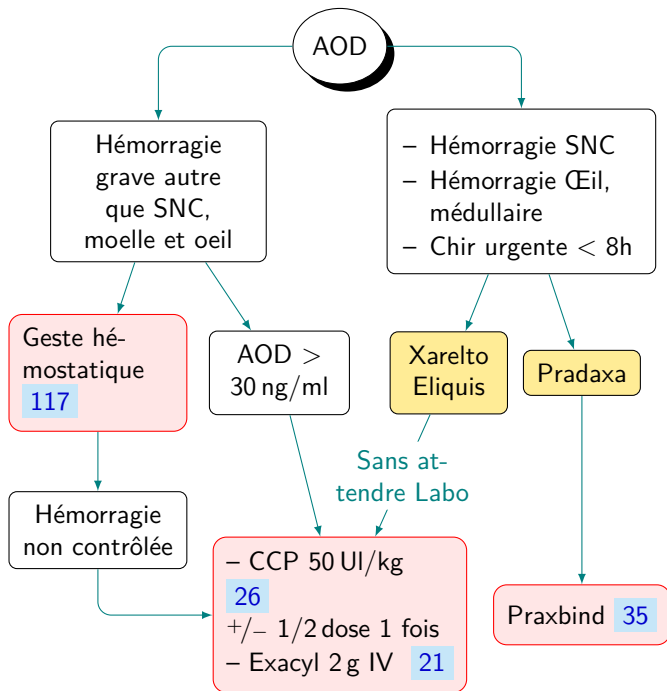 AOD
Hémorragie
grave autre
que SNC,
moelle et oeil
– Hémorragie SNC
– Hémorragie Œil,
médullaire
– Chir urgente < 8h
Geste hé-
mostatique
117
AOD >
30 ng/ml
Xarelto
Eliquis
Pradaxa
Sans at-
tendre Labo
Hémorragie
non contrôlée
– CCP 50 UI/kg
26
+/– 1/2 dose 1 fois
– Exacyl 2 g IV 21
Praxbind 35